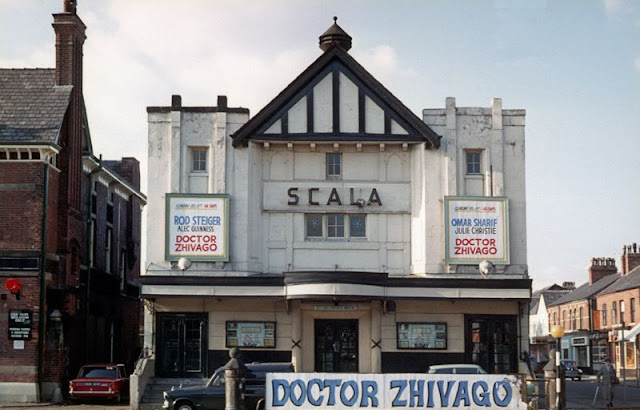 SCALA
ROD STEIGER
ALEC GUINNESS
DOCTOR
ZHIVAGO
OMAR SHARIF
JULIE CHRISTIE
DOCTOR
ZHIVAGO
DOCTOR ZHIVAGO